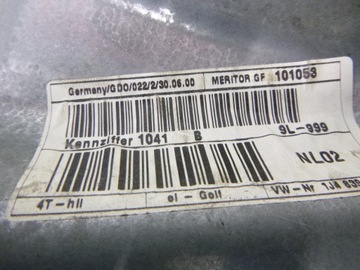 Germany/GDO/022/2/30.06.00 MERITOR GF 101053
Kennziffer 1041 B 9L-999
NL02
4T-hll el - Golf VW-Nr 1J4